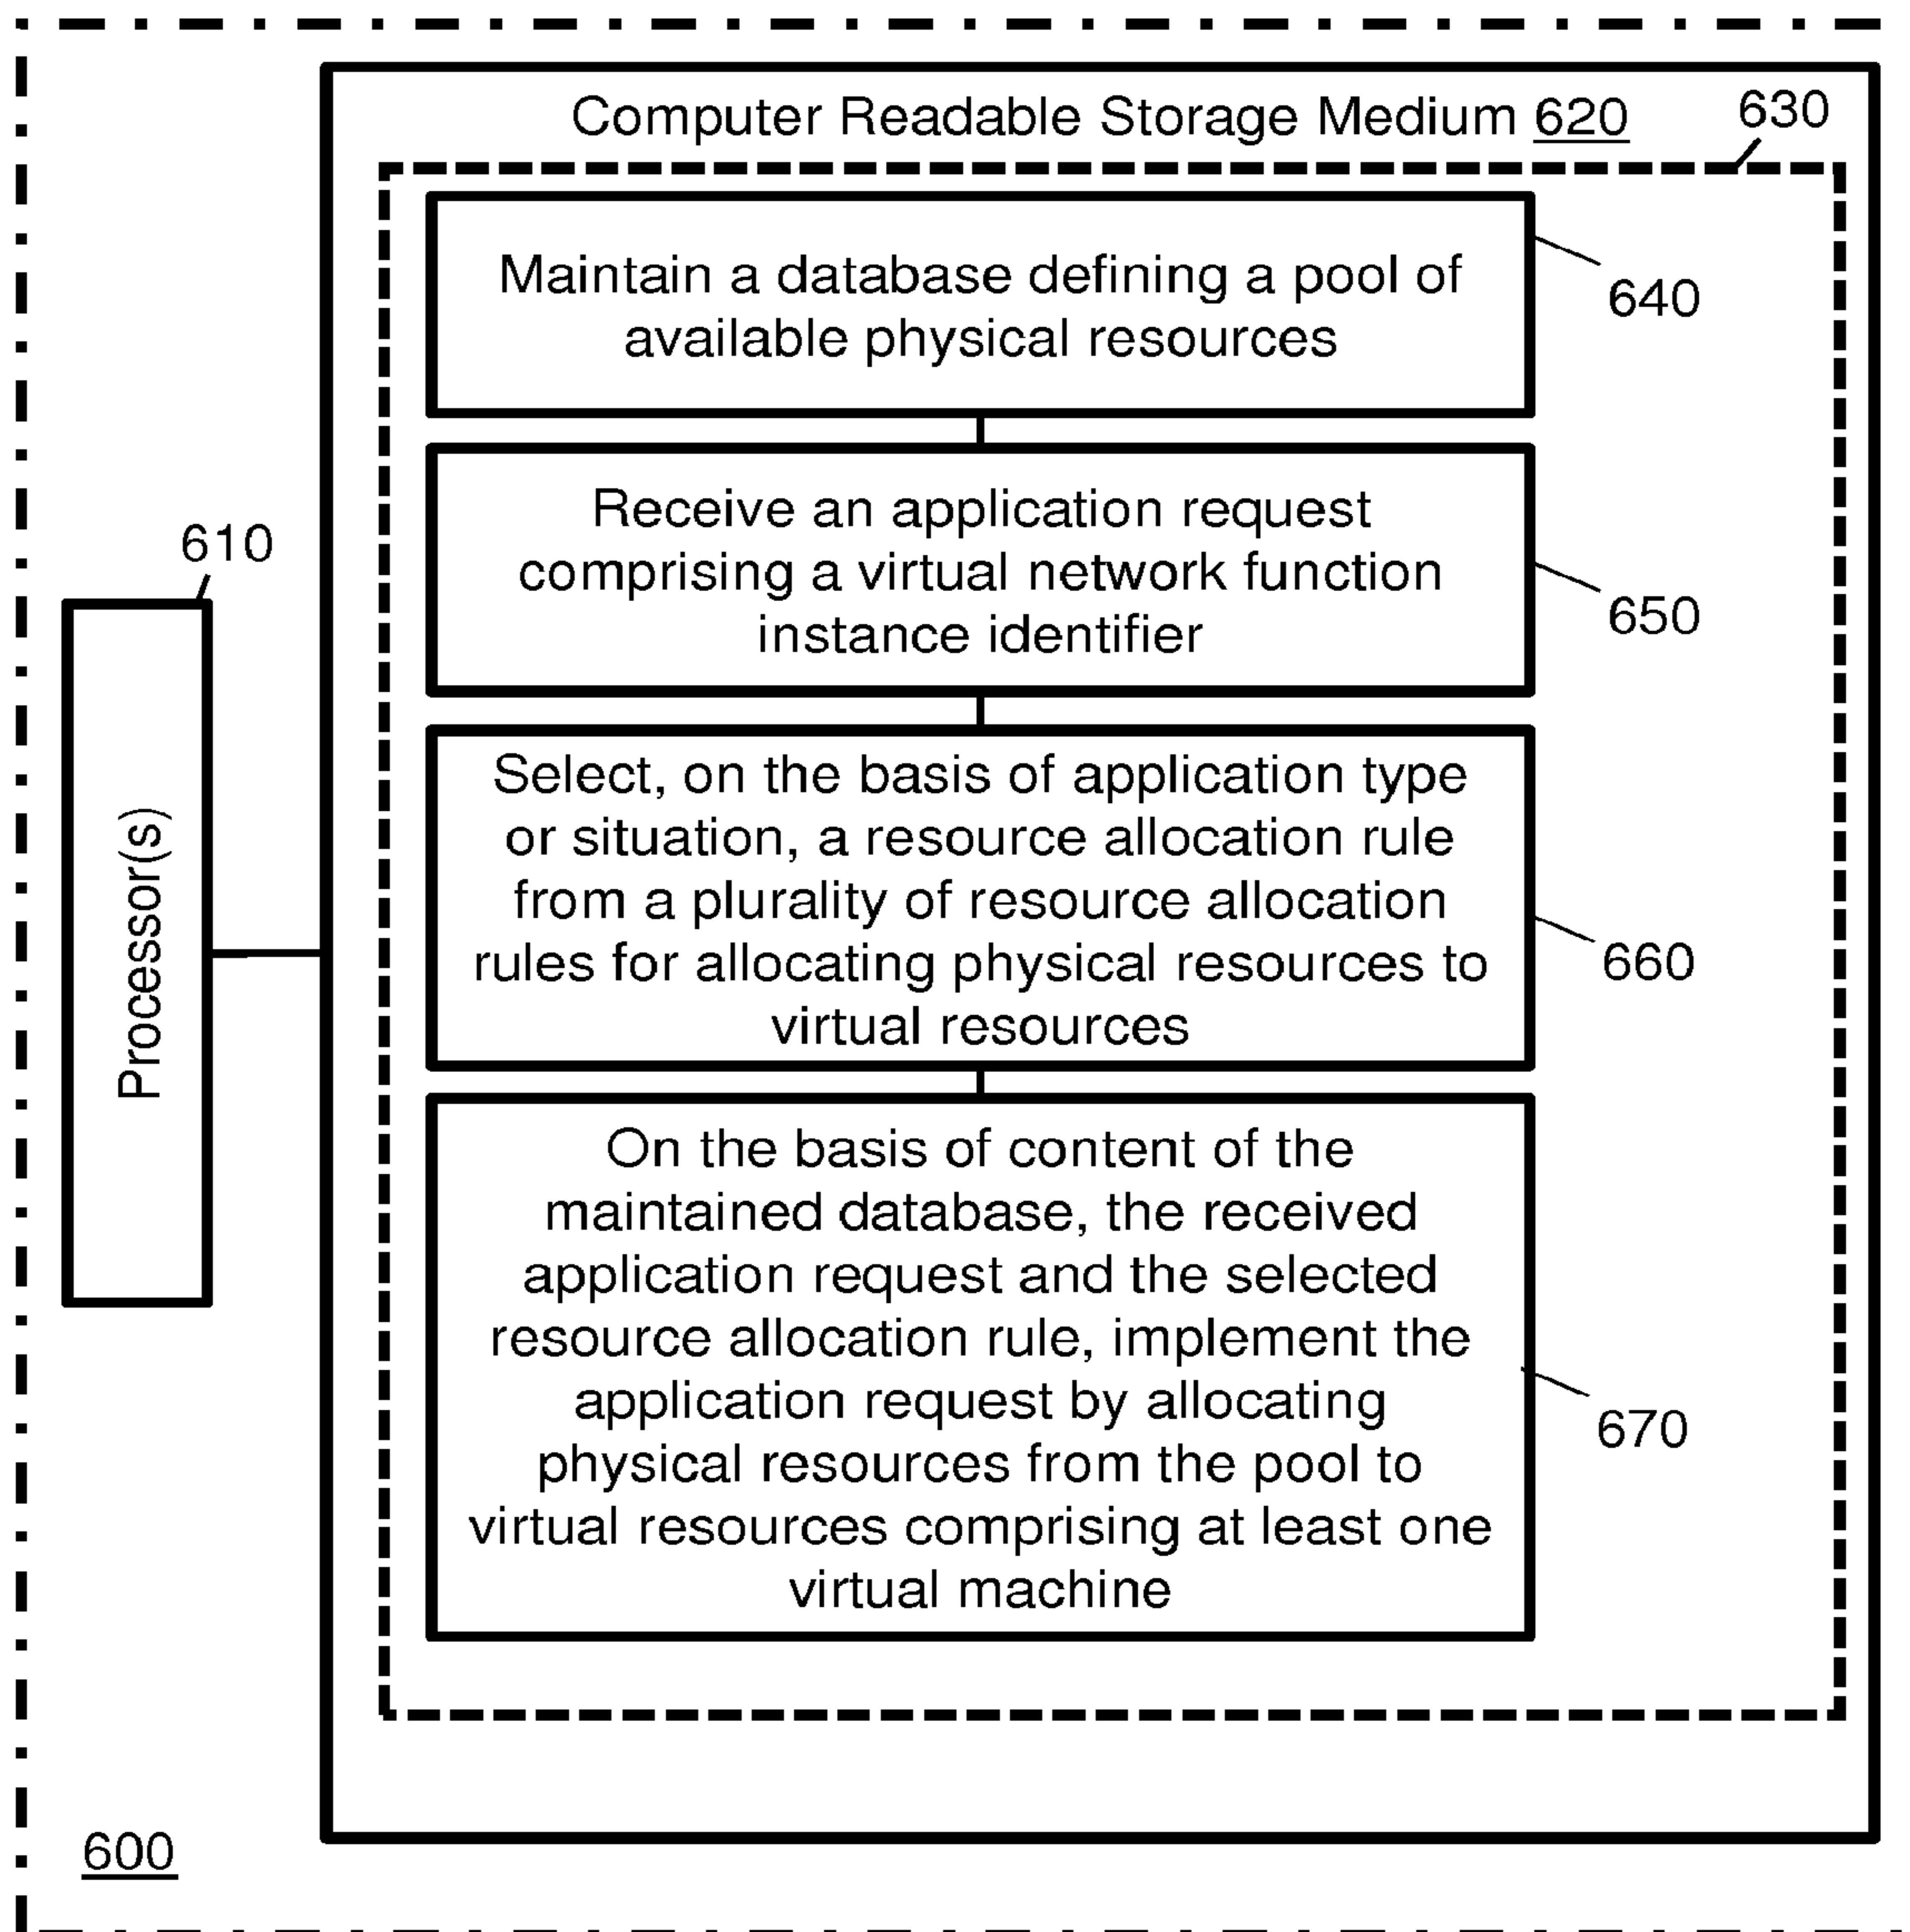 Computer Readable Storage Medium 620
630
Maintain a database defining a pool of
available physical resources
640
Receive an application request
comprising a virtual network function
instance identifier
650
610
Processor(s)
Select, on the basis of application type
or situation, a resource allocation rule
from a plurality of resource allocation
rules for allocating physical resources to
virtual resources
660
On the basis of content of the
maintained database, the received
application request and the selected
resource allocation rule, implement the
application request by allocating
physical resources from the pool to
virtual resources comprising at least one
virtual machine
670
600